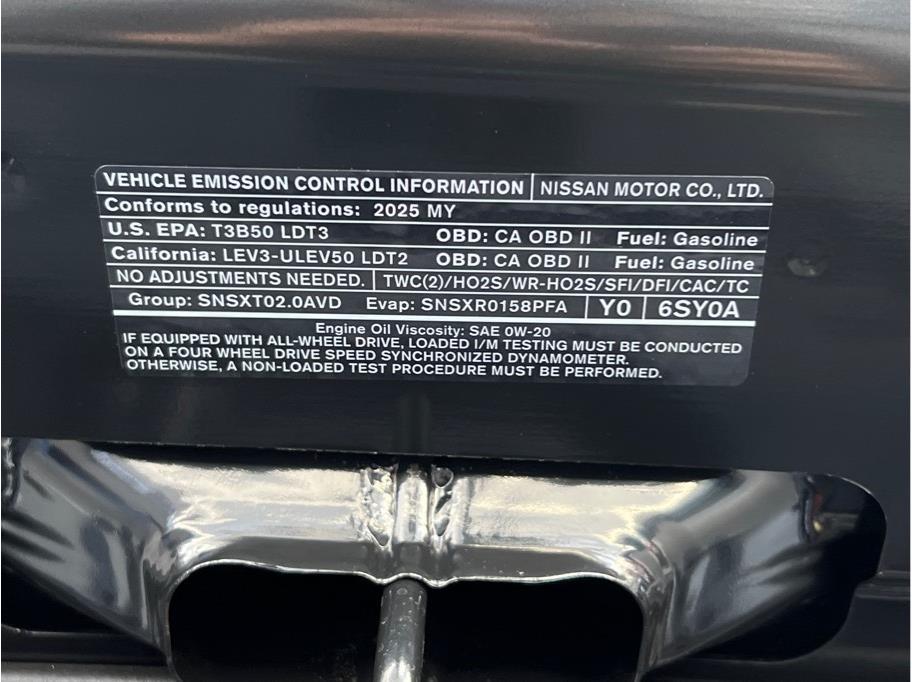 VEHICLE EMISSION CONTROL INFORMATION NISSAN MOTOR CO., LTD.
Conforms to regulations: 2025 MY
U.S. EPA: T3B50 LDT3 OBD: CA OBD II Fuel: Gasoline
California: LEV3-ULEV50 LDT2 OBD: CA OBD II Fuel: Gasoline
NO ADJUSTMENTS NEEDED. TWC(2)/HO2S/WR-HO2S/SFI/DFI/CAC/TC
Group: SNSXT02.0AVD Evap: SNSXR0158PFA Y0 6SY0A
Engine Oil Viscosity: SAE 0W-20
IF EQUIPPED WITH ALL-WHEEL DRIVE, LOADED I/M TESTING MUST BE CONDUCTED
ON A FOUR WHEEL DRIVE SPEED SYNCHRONIZED DYNAMOMETER.
OTHERWISE, A NON-LOADED TEST PROCEDURE MUST BE PERFORMED.